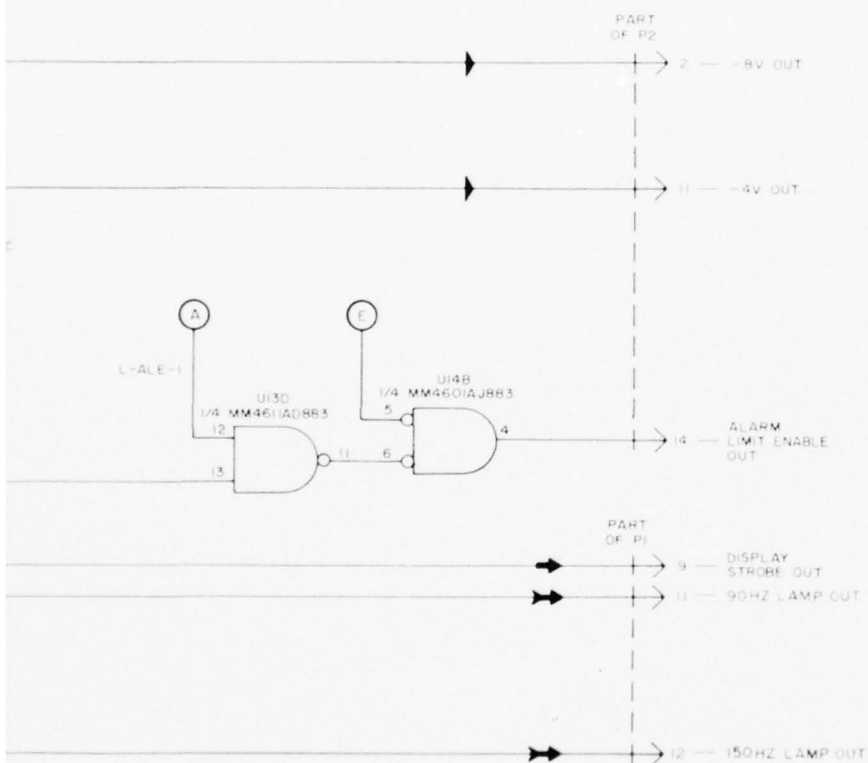 PART
OF P2
2 — -8V OUT
11 — -4V OUT
C
A
E
L-ALE-1
U13D
1/4 MM4611AD883
12
13
11
U14B
1/4 MM4601AJ883
5
6
4
14 — ALARM
LIMIT ENABLE
OUT
PART
OF P1
9 — DISPLAY
STROBE OUT
11 — 90HZ LAMP OUT
12 — 150HZ LAMP OUT